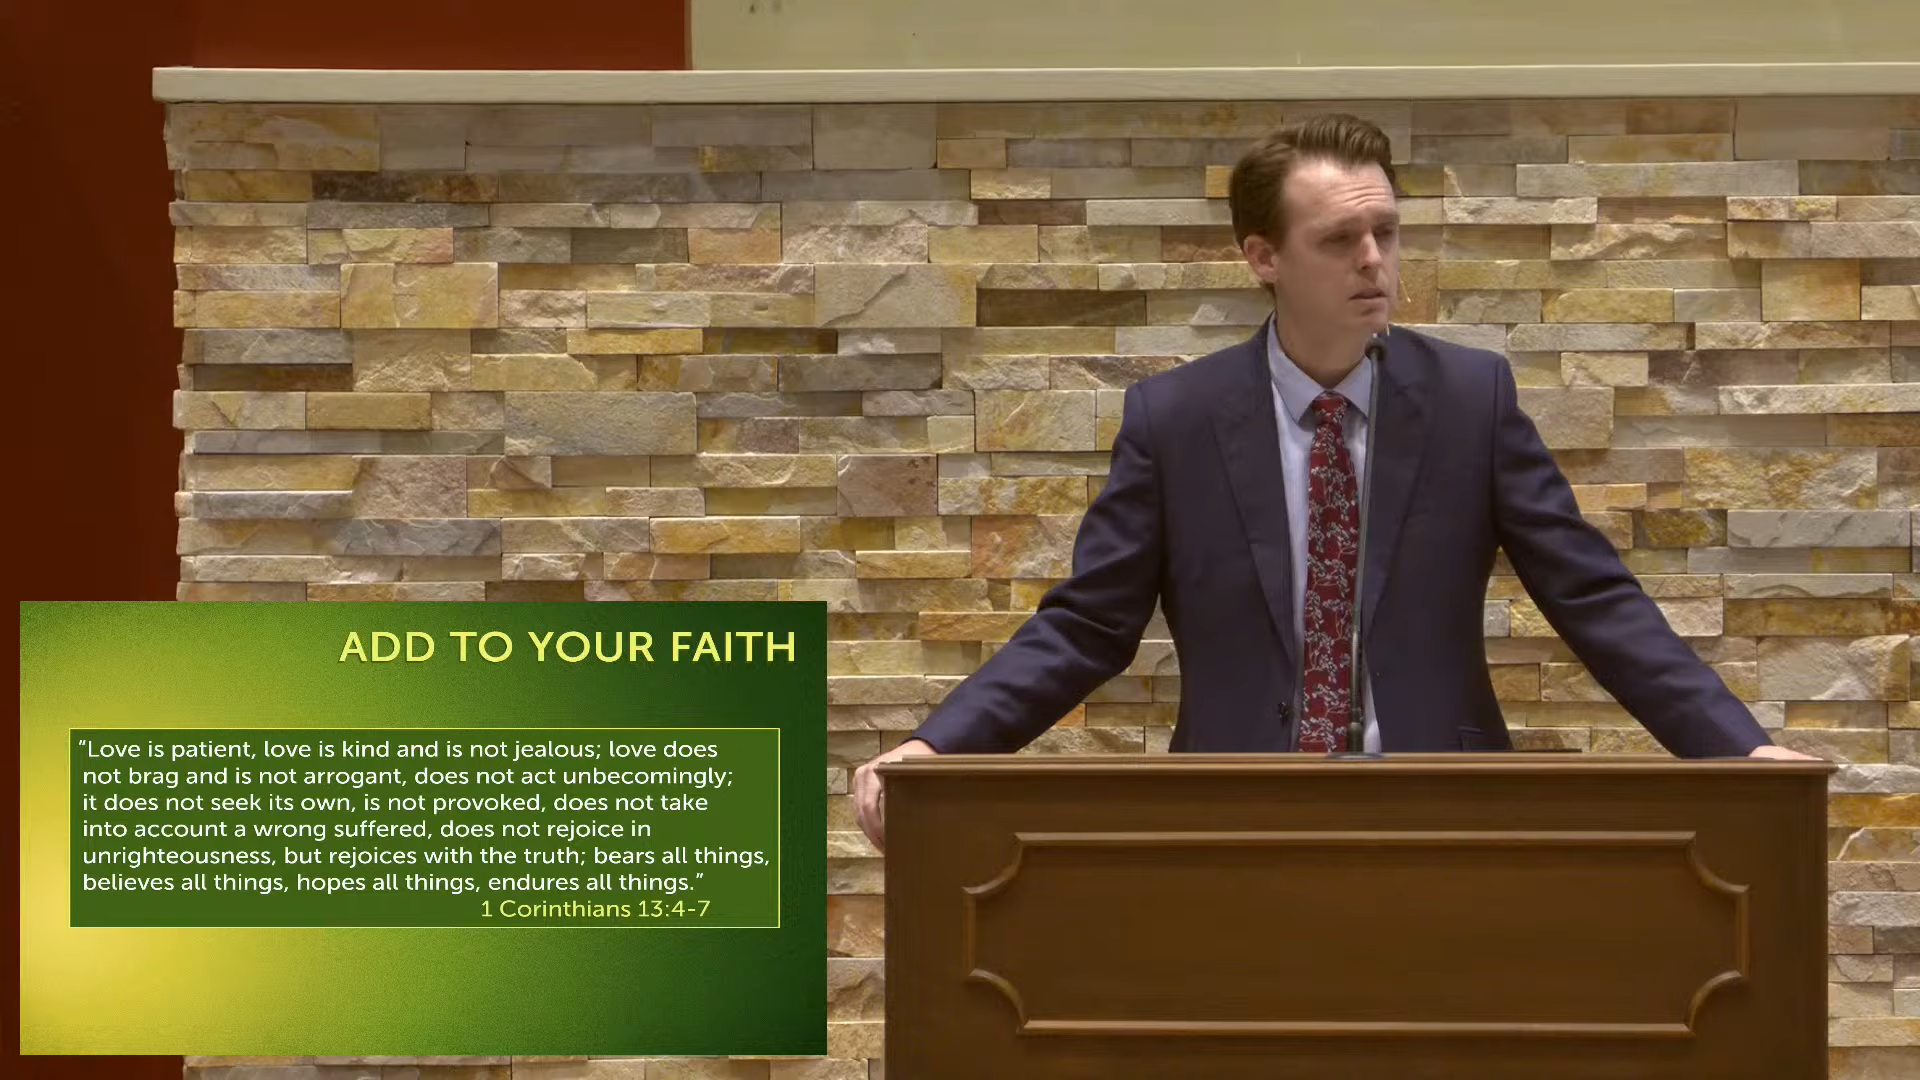 ADD TO YOUR FAITH
“Love is patient, love is kind and is not jealous; love does
not brag and is not arrogant, does not act unbecomingly;
it does not seek its own, is not provoked, does not take
into account a wrong suffered, does not rejoice in
unrighteousness, but rejoices with the truth; bears all things,
believes all things, hopes all things, endures all things.”
1 Corinthians 13:4-7